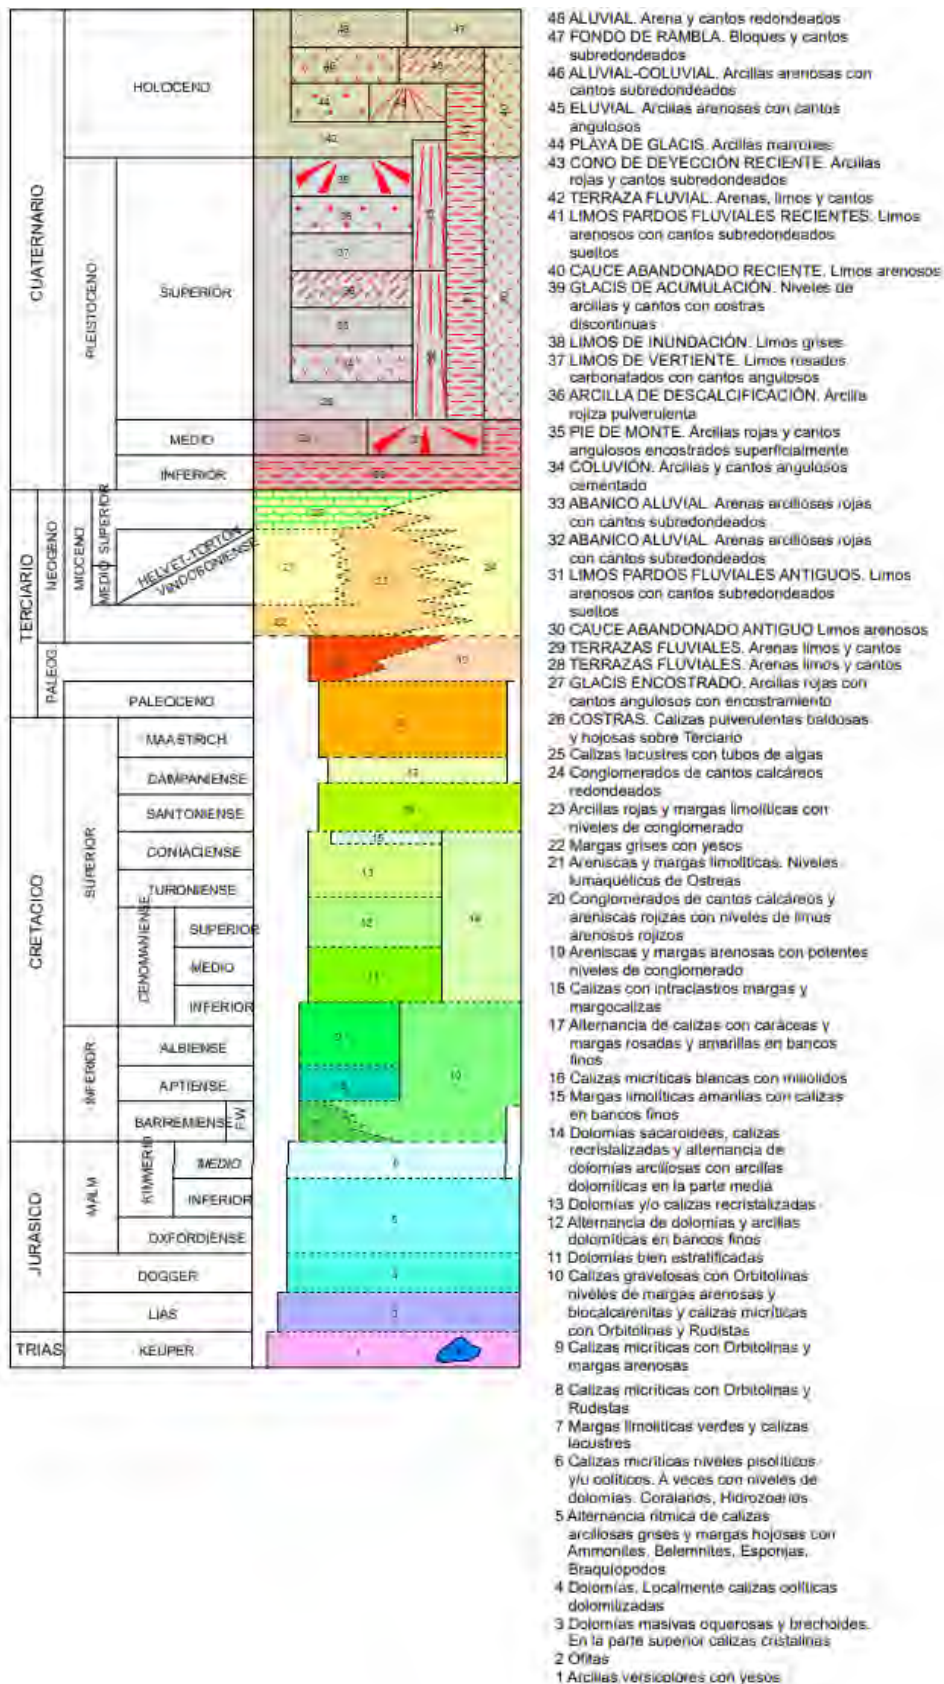 CUATERNARIO
HOLOCENO
PLEISTOCENO
SUPERIOR
MEDIO
INFERIOR
TERCIARIO
NEOGENO
MIOCENO
MEDIO SUPERIOR
HELVET-TORTON
VINDOBONIENSE
PALEOG
PALEOCENO
CRETACICO
SUPERIOR
MAASTRICH
CAMPANIENSE
SANTONIENSE
CONIACIENSE
TURONIENSE
CENOMANIENSE
SUPERIOR
MEDIO
INFERIOR
INFERIOR
ALBIENSE
APTIENSE
BARREMIENSE
FW
JURASICO
MALM
KIMMERID
MEDIO
INFERIOR
OXFORDIENSE
DOGGER
LIAS
TRIAS
KEUPER
48 ALUVIAL. Arena y cantos redondeados
47 FONDO DE RAMBLA. Bloques y cantos
subredondeados
46 ALUVIAL-COLUVIAL. Arcillas arenosas con
cantos subredondeados
45 ELUVIAL. Arcillas arenosas con cantos
angulosos
44 PLAYA DE GLACIS. Arcillas marrones
43 CONO DE DEYECCIÓN RECIENTE. Arcillas
rojas y cantos subredondeados
42 TERRAZA FLUVIAL. Arenas, limos y cantos
41 LIMOS PARDOS FLUVIALES RECIENTES. Limos
arenosos con cantos subredondeados
sueltos
40 CAUCE ABANDONADO RECIENTE. Limos arenosos
39 GLACIS DE ACUMULACIÓN. Niveles de
arcillas y cantos con costras
discontinuas
38 LIMOS DE INUNDACIÓN. Limos grises
37 LIMOS DE VERTIENTE. Limos rosados
carbonatados con cantos angulosos
36 ARCILLA DE DESCALCIFICACIÓN. Arcilla
rojiza pulverulenta
35 PIE DE MONTE. Arcillas rojas y cantos
angulosos encostrados superficialmente
34 COLUVIÓN. Arcillas y cantos angulosos
cementado
33 ABANICO ALUVIAL. Arenas arcillosas rojas
con cantos subredondeados
32 ABANICO ALUVIAL. Arenas arcillosas rojas
con cantos subredondeados
31 LIMOS PARDOS FLUVIALES ANTIGUOS. Limos
arenosos con cantos subredondeados
sueltos
30 CAUCE ABANDONADO ANTIGUO Limos arenosos
29 TERRAZAS FLUVIALES. Arenas limos y cantos
28 TERRAZAS FLUVIALES. Arenas limos y cantos
27 GLACIS ENCOSTRADO. Arcillas rojas con
cantos angulosos con encostramiento
26 COSTRAS. Calizas pulverulentas baldosas
y hojosas sobre Terciario
25 Calizas lacustres con tubos de algas
24 Conglomerados de cantos calcáreos
redondeados
23 Arcillas rojas y margas limolíticas con
niveles de conglomerado
22 Margas grises con yesos
21 Areniscas y margas limolíticas. Niveles
lumaquélicos de Ostreas
20 Conglomerados de cantos calcáreos y
areniscas rojizas con niveles de limos
arenosos rojizos
19 Areniscas y margas arenosas con potentes
niveles de conglomerado
18 Calizas con intraclastros margas y
margocalizas
17 Alternancia de calizas con caráceas y
margas rosadas y amarillas en bancos
finos
16 Calizas micríticas blancas con miliolidos
15 Margas limolíticas amarillas con calizas
en bancos finos
14 Dolomías sacaroideas, calizas
recristalizadas y alternancia de
dolomías arcillosas con arcillas
dolomíticas en la parte media
13 Dolomías y/o calizas recristalizadas
12 Alternancia de dolomías y arcillas
dolomíticas en bancos finos
11 Dolomías bien estratificadas
10 Calizas gravelosas con Orbitolinas
niveles de margas arenosas y
biocalcarenitas y calizas micríticas
con Orbitolinas y Rudistas
9 Calizas micríticas con Orbitolinas y
margas arenosas
8 Calizas micríticas con Orbitolinas y
Rudistas
7 Margas limolíticas verdes y calizas
lacustres
6 Calizas micríticas niveles pisolíticos
y/u oolíticos. A veces con niveles de
dolomías. Coralarios, Hidrozoarios
5 Alternancia rítmica de calizas
arcillosas grises y margas hojosas con
Ammonites, Belemnites, Esponjas,
Braquiopodos
4 Dolomías. Localmente calizas oolíticas
dolomitizadas
3 Dolomías masivas oquerosas y brechoides.
En la parte superior calizas cristalinas
2 Ofitas
1 Arcillas versicolores con yesos